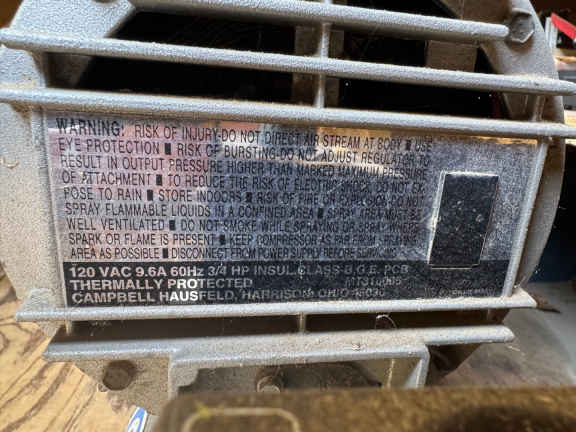 WARNING: RISK OF INJURY-DO NOT DIRECT AIR STREAM AT BODY ■ USE
EYE PROTECTION ■ RISK OF BURSTING-DO NOT ADJUST REGULATOR TO
RESULT IN OUTPUT PRESSURE HIGHER THAN MARKED MAXIMUM PRESSURE
OF ATTACHMENT ■ TO REDUCE THE RISK OF ELECTRIC SHOCK, DO NOT EX-
POSE TO RAIN ■ STORE INDOORS ■ RISK OF FIRE OR EXPLOSION DO NOT
SPRAY FLAMMABLE LIQUIDS IN A CONFINED AREA ■ SPRAY AREA MUST BE
WELL VENTILATED ■ DO NOT SMOKE WHILE SPRAYING OR SPRAY WHERE
SPARK OR FLAME IS PRESENT ■ KEEP COMPRESSOR AS FAR FROM SPRAYING
AREA AS POSSIBLE ■ DISCONNECT FROM POWER SUPPLY BEFORE SERVICING
120 VAC 9.6A 60Hz 3/4 HP INSUL.CLASS B
THERMALLY PROTECTED
CAMPBELL HAUSFELD, HARRISON, OHIO 45030